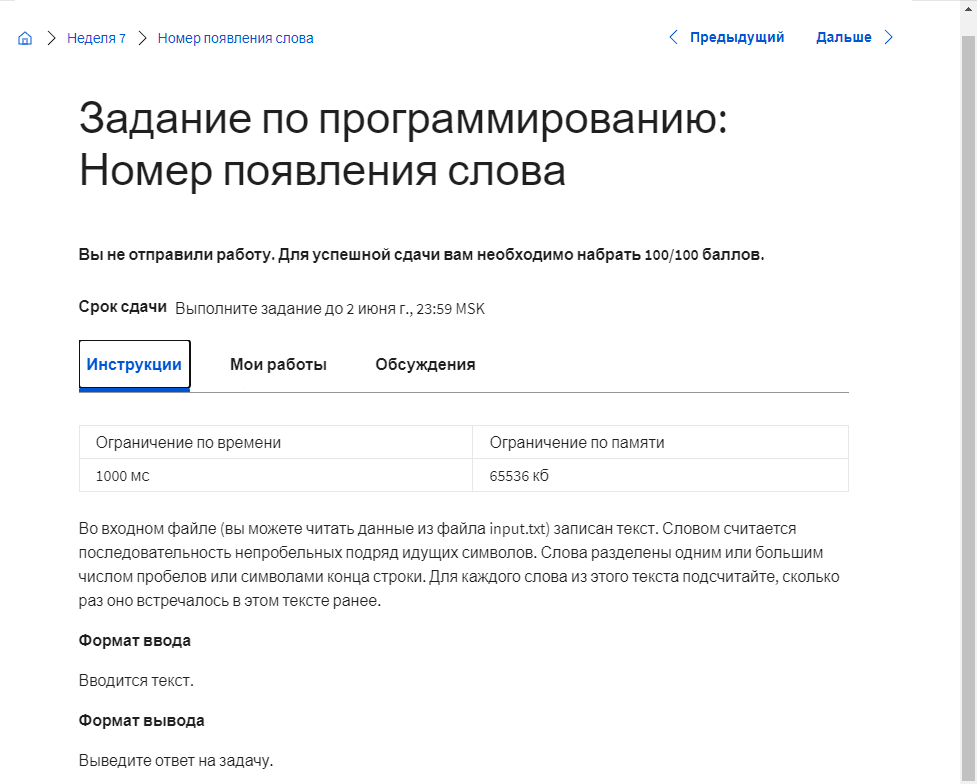 Неделя 7 Номер появления слова Предыдущий Дальше
Задание по программированию:
Номер появления слова
Вы не отправили работу. Для успешной сдачи вам необходимо набрать 100/100 баллов.
Срок сдачи Выполните задание до 2 июня г., 23:59 MSK
Инструкции Мои работы Обсуждения
Ограничение по времени Ограничение по памяти
1000 мс 65536 кб
Во входном файле (вы можете читать данные из файла input.txt) записан текст. Словом считается
последовательность непробельных подряд идущих символов. Слова разделены одним или большим
числом пробелов или символами конца строки. Для каждого слова из этого текста подсчитайте, сколько
раз оно встречалось в этом тексте ранее.
Формат ввода
Вводится текст.
Формат вывода
Выведите ответ на задачу.